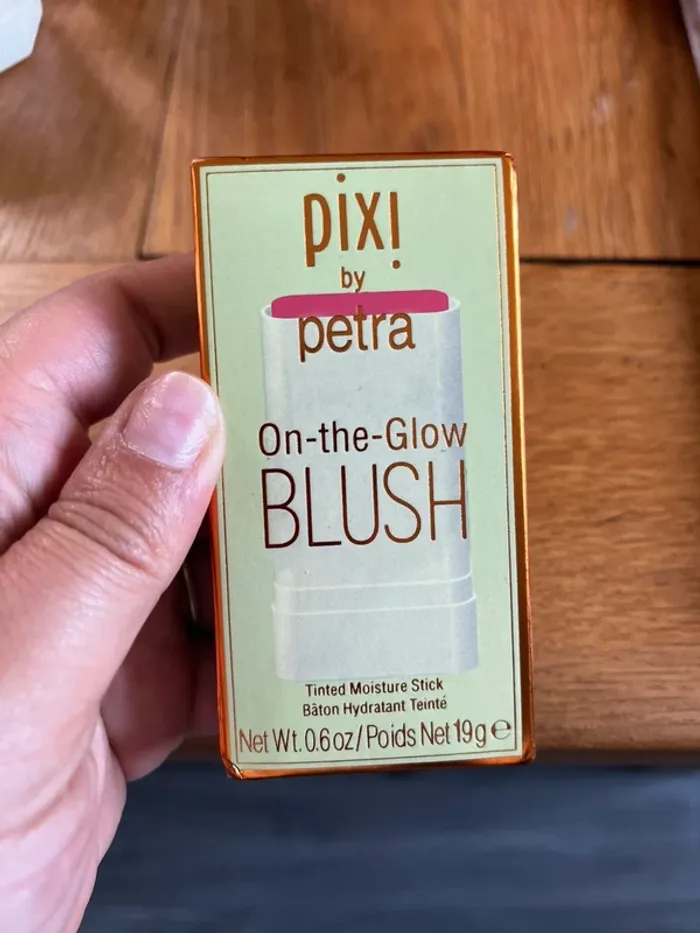 pixi
by
petra
On-the-Glow
BLUSH
Tinted Moisture Stick
Bâton Hydratant Teinté
Net Wt. 0.6 oz/Poids Net 19g ℮